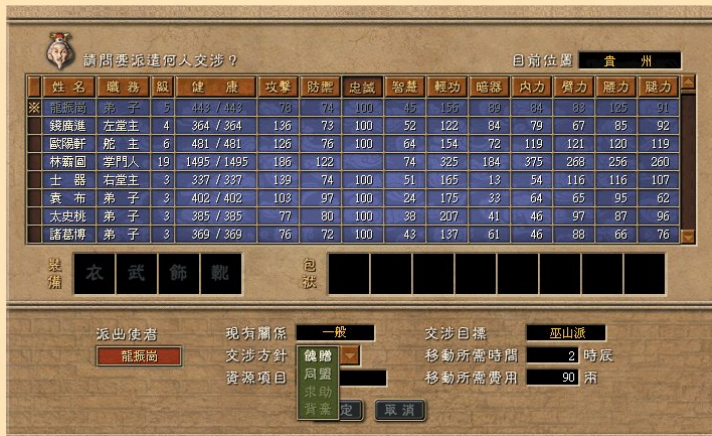 請問要派遣何人交涉？ 目前位置 貴 州
姓 名 職 務 級 健 康 攻擊 防禦 忠誠 智慧 輕功 暗器 內力 臂力 腰力 腿力
※ 龍振崗 弟 子 5 443 / 443 78 74 100 45 156 89 84 83 125 91
錢廣進 左堂主 4 364 / 364 136 73 100 52 122 84 79 67 85 92
歐陽軒 舵 主 6 481 / 481 126 76 100 64 154 72 119 121 120 119
林霸圖 掌門人 19 1495 / 1495 186 122 74 325 184 375 268 256 260
士 器 右堂主 3 337 / 337 139 74 100 51 165 13 54 116 116 107
袁 布 弟 子 3 402 / 402 103 97 100 24 175 33 64 65 95 62
太史桃 弟 子 3 385 / 385 77 80 100 38 207 41 46 97 87 96
諸葛博 弟 子 3 369 / 369 76 72 100 43 137 61 46 88 66 76
裝備 衣 武 飾 靴 包袱
派出使者 現有關係 一般 交涉目標 巫山派
龍振崗 交涉方針 餽贈 移動所需時間 2 時辰
同盟
資源項目 移動所需費用 90 兩
求助
背棄 定 取 消